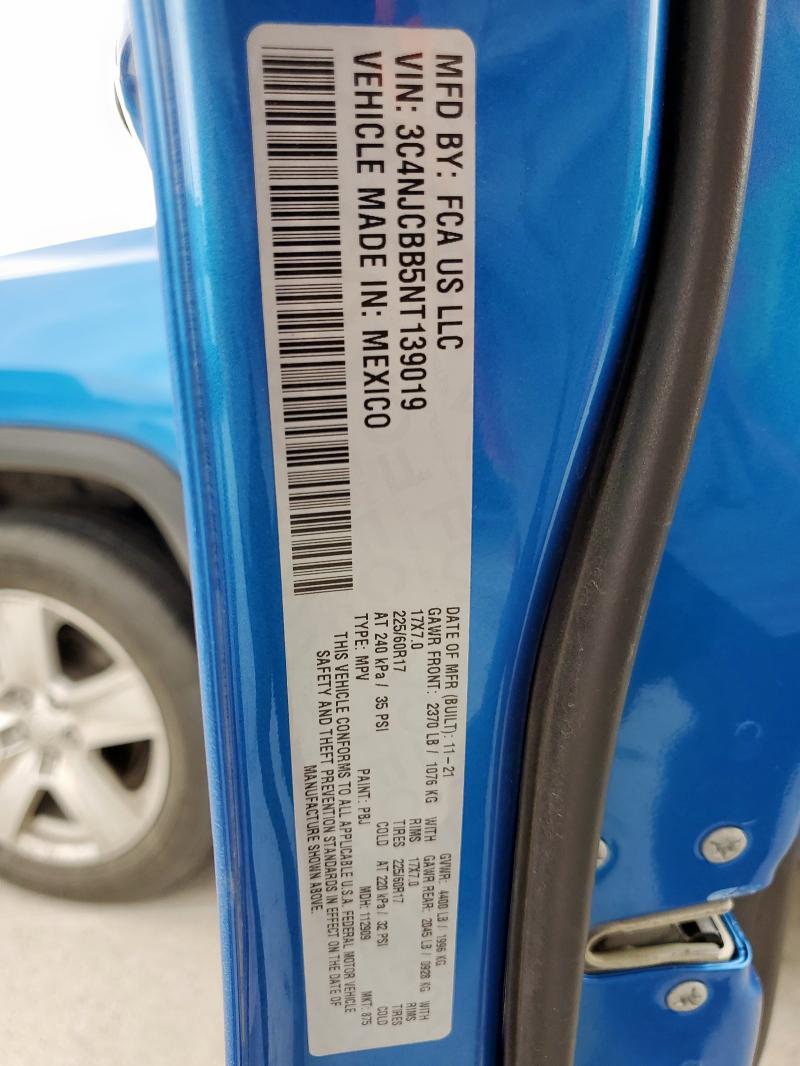 MFD BY: FCA US LLC
VIN: 3C4NJCBB5NT139019
VEHICLE MADE IN: MEXICO
DATE OF MFR (BUILT): 11-21 GVWR: 4400 LB / 1996 KG
GAWR FRONT: 2370 LB / 1076 KG WITH GAWR REAR: 2045 LB / 0928 KG WITH
17X7.0 RIMS 17X7.0 RIMS
225/60R17 TIRES 225/60R17 TIRES
AT 240 kPa / 35 PSI COLD AT 220 kPa / 32 PSI COLD
TYPE: MPV PAINT: PBJ MDH: 112909 MKT: 875
THIS VEHICLE CONFORMS TO ALL APPLICABLE U.S.A. FEDERAL MOTOR VEHICLE
SAFETY AND THEFT PREVENTION STANDARDS IN EFFECT ON THE DATE OF
MANUFACTURE SHOWN ABOVE.